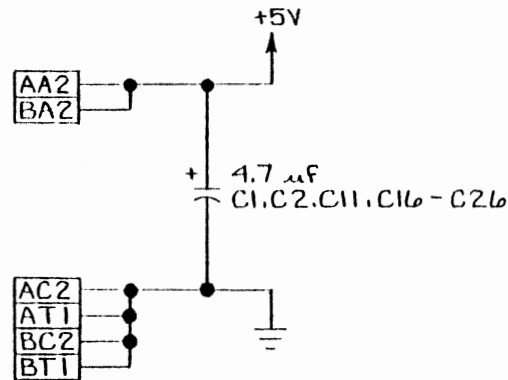 +5V
AA2
BA2
+ 4.7 uF
C1,C2,C11,C16-C26
AC2
AT1
BC2
BT1